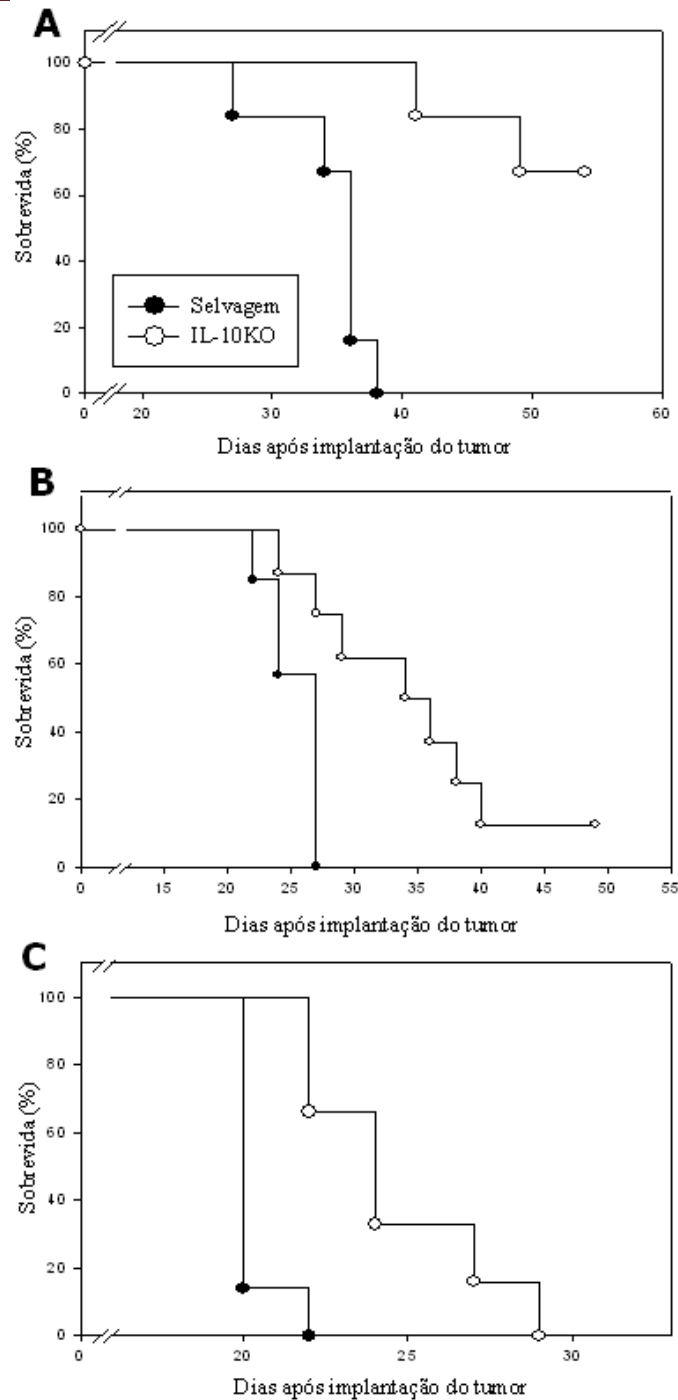 A
100
80
60
40
20
0
Sobrevida (%)
Selvagem
IL-10KO
0 20 30 40 50 60
Dias após implantação do tumor
B
100
80
60
40
20
0
Sobrevida (%)
0 15 20 25 30 35 40 45 50 55
Dias após implantação do tumor
C
100
80
60
40
20
0
Sobrevida (%)
0 20 25 30
Dias após implantação do tumor